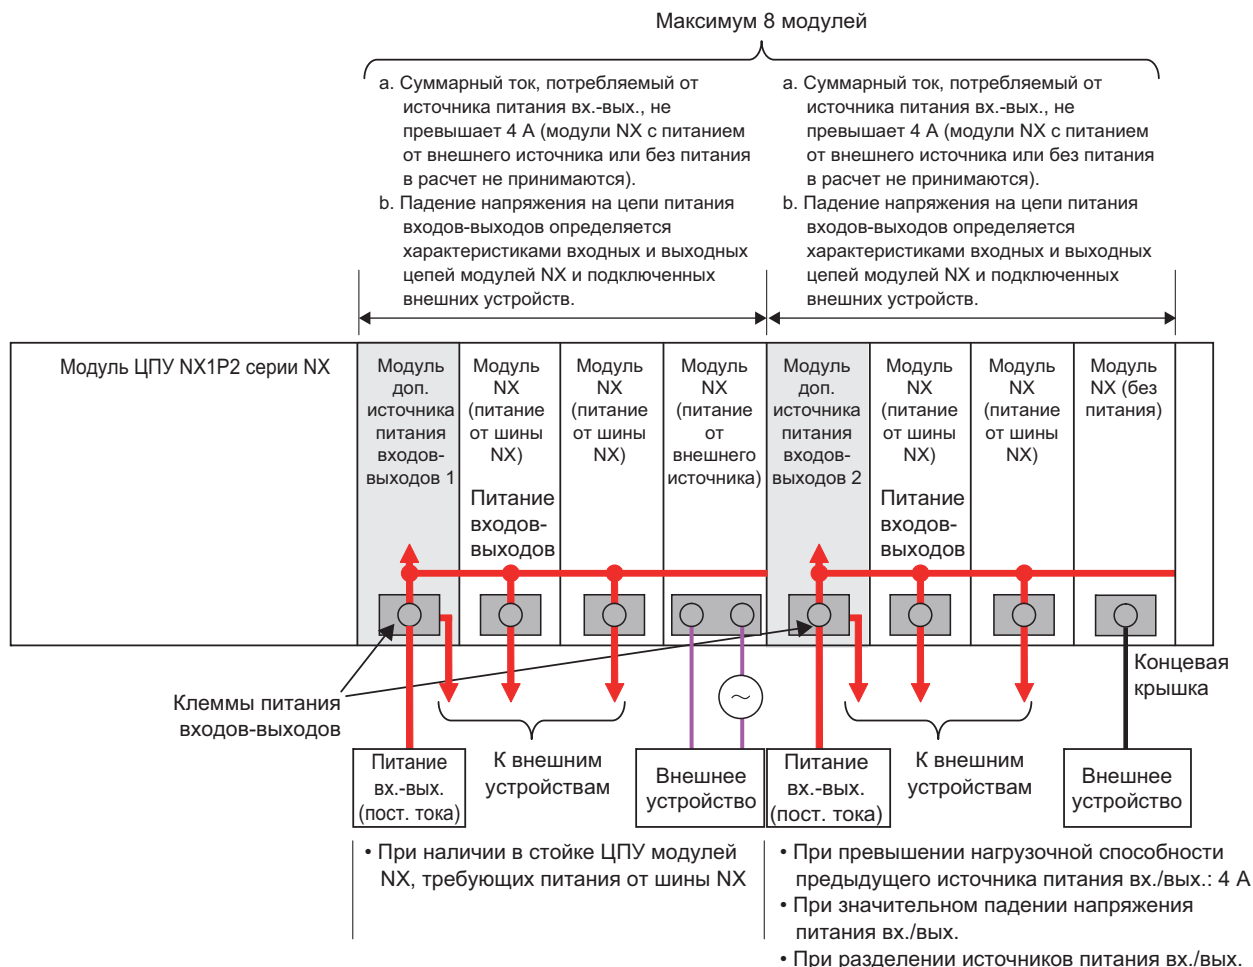 Максимум 8 модулей
a. Суммарный ток, потребляемый от
источника питания вх.-вых., не
превышает 4 А (модули NX с питанием
от внешнего источника или без питания
в расчет не принимаются).
b. Падение напряжения на цепи питания
входов-выходов определяется
характеристиками входных и выходных
цепей модулей NX и подключенных
внешних устройств.
a. Суммарный ток, потребляемый от
источника питания вх.-вых., не
превышает 4 А (модули NX с питанием
от внешнего источника или без питания
в расчет не принимаются).
b. Падение напряжения на цепи питания
входов-выходов определяется
характеристиками входных и выходных
цепей модулей NX и подключенных
внешних устройств.
Модуль ЦПУ NX1P2 серии NX
Модуль
доп.
источника
питания
входов-
выходов 1
Модуль
NX
(питание
от шины
NX)
Модуль
NX
(питание
от шины
NX)
Модуль
NX
(питание
от
внешнего
источника)
Модуль
доп.
источника
питания
входов-
выходов 2
Модуль
NX
(питание
от шины
NX)
Модуль
NX
(питание
от шины
NX)
Модуль
NX (без
питания)
Питание
входов-
выходов
Питание
входов-
выходов
Клеммы питания
входов-выходов
Концевая
крышка
Питание
вх.-вых.
(пост. тока)
К внешним
устройствам
Внешнее
устройство
Питание
вх.-вых.
(пост. тока)
К внешним
устройствам
Внешнее
устройство
• При наличии в стойке ЦПУ модулей
NX, требующих питания от шины NX
• При превышении нагрузочной способности
предыдущего источника питания вх./вых.: 4 А
• При значительном падении напряжения
питания вх./вых.
• При разделении источников питания вх./вых.